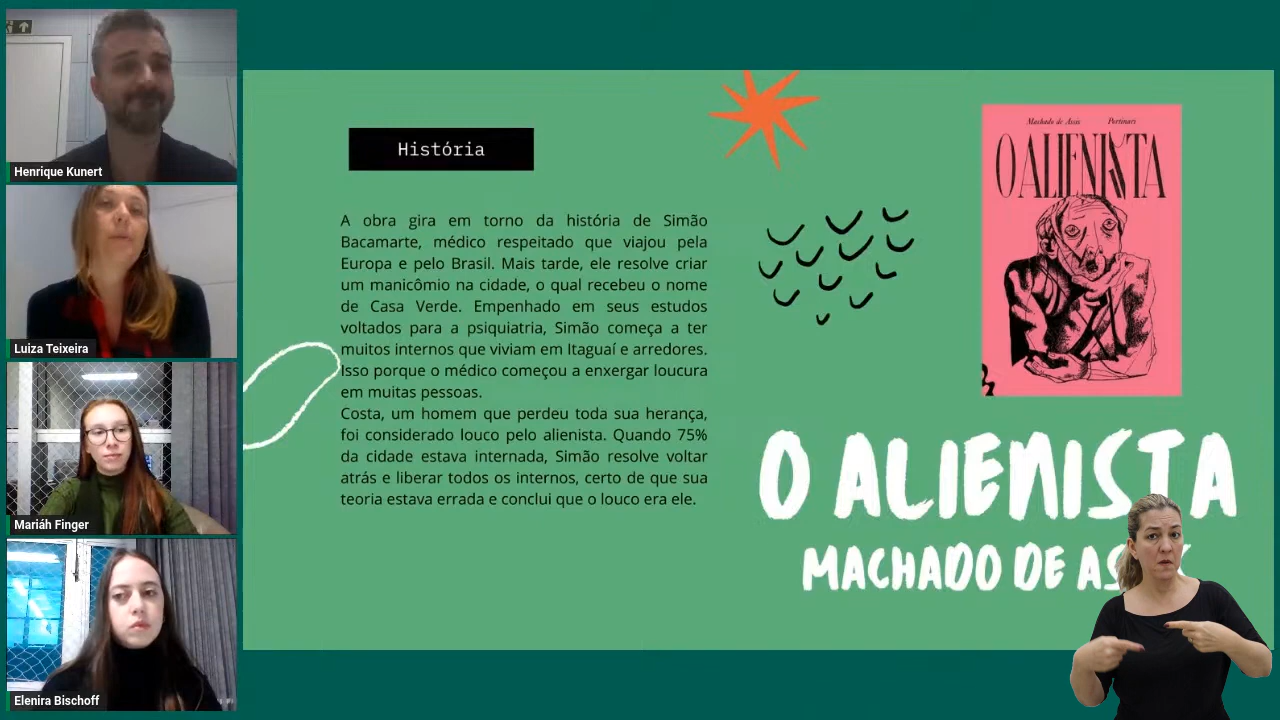 Henrique Kunert
Luiza Teixeira
Mariáh Finger
Elenira Bischoff
História
A obra gira em torno da história de Simão
Bacamarte, médico respeitado que viajou pela
Europa e pelo Brasil. Mais tarde, ele resolve criar
um manicômio na cidade, o qual recebeu o nome
de Casa Verde. Empenhado em seus estudos
voltados para a psiquiatria, Simão começa a ter
muitos internos que viviam em Itaguaí e arredores.
Isso porque o médico começou a enxergar loucura
em muitas pessoas.
Costa, um homem que perdeu toda sua herança,
foi considerado louco pelo alienista. Quando 75%
da cidade estava internada, Simão resolve voltar
atrás e liberar todos os internos, certo de que sua
teoria estava errada e conclui que o louco era ele.
Machado de Assis Portinari
O ALIENISTA
O ALIENISTA
MACHADO DE